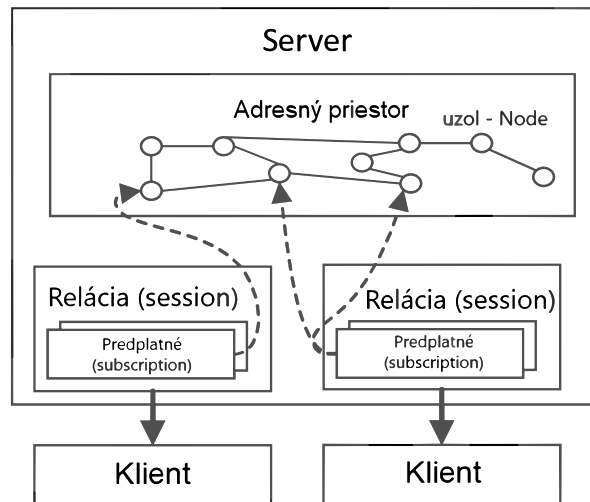 Server
Adresný priestor
uzol - Node
Relácia (session)
Predplatné
(subscription)
Relácia (session)
Predplatné
(subscription)
Klient
Klient